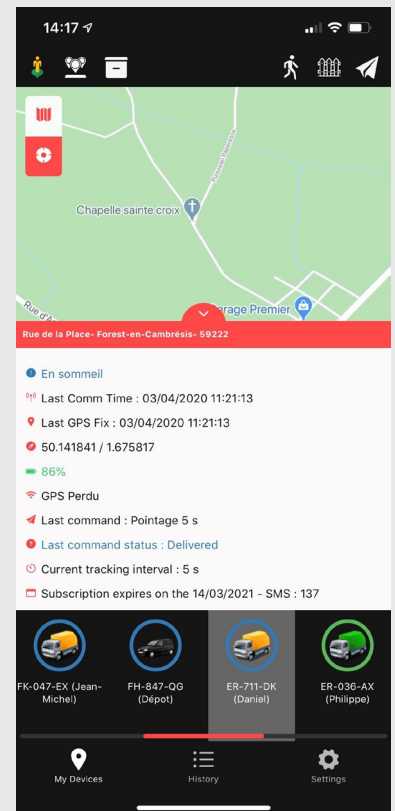 14:17
Chapelle sainte croix
Garage Premier
Rue de la Place- Forest-en-Cambrésis- 59222
En sommeil
Last Comm Time : 03/04/2020 11:21:13
Last GPS Fix : 03/04/2020 11:21:13
50.141841 / 1.675817
86%
GPS Perdu
Last command : Pointage 5 s
Last command status : Delivered
Current tracking interval : 5 s
Subscription expires on the 14/03/2021 - SMS : 137
FK-047-EX (Jean-
Michel)
FH-847-QG
(Dépot)
ER-711-DK
(Daniel)
ER-036-AX
(Philippe)
My Devices
History
Settings